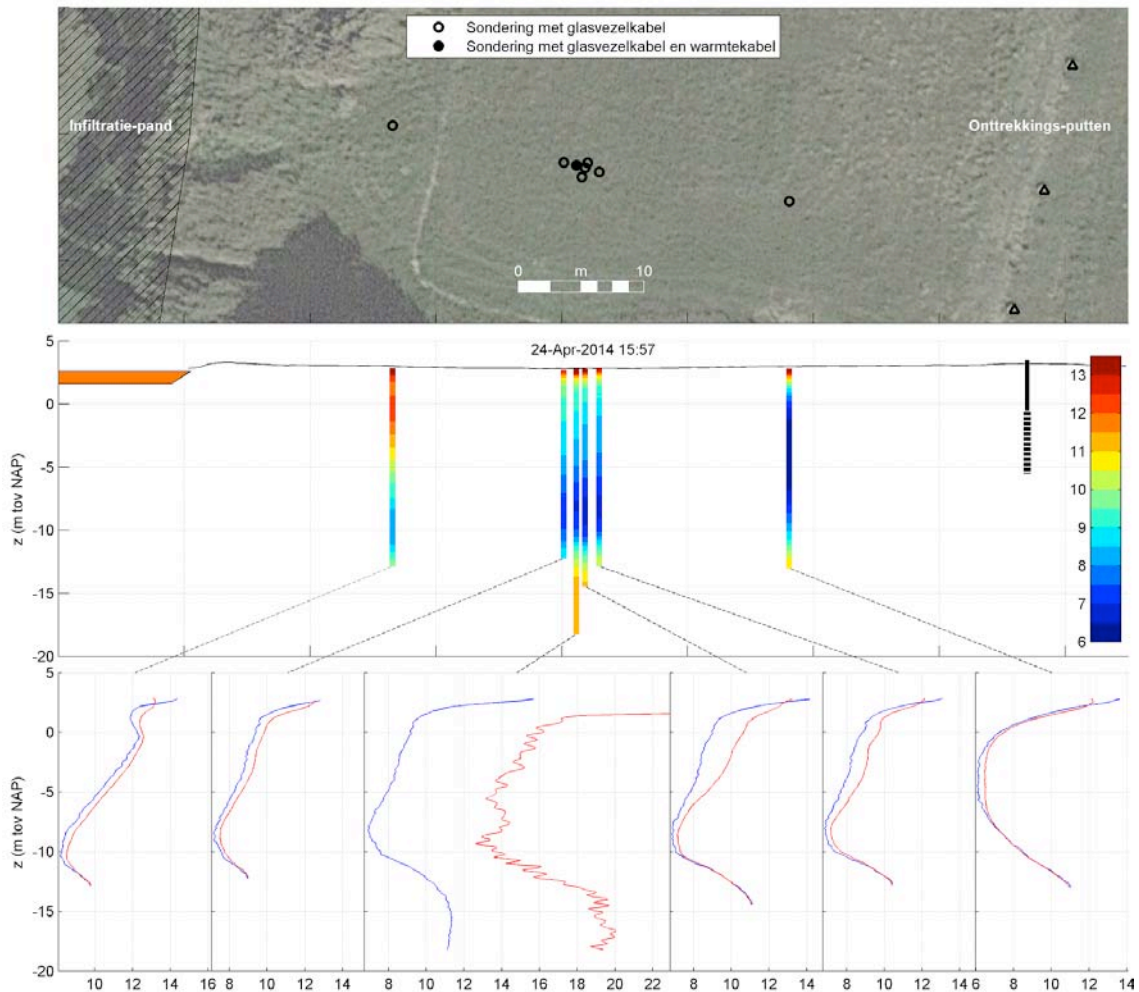 Sondering met glasvezelkabel
Sondering met glasvezelkabel en warmtekabel
Infiltratie-pand
Onttrekkings-putten
0 m 10
24-Apr-2014 15:57
5
0
-5
-10
-15
-20
z (m tov NAP)
13
12
11
10
9
8
7
6
5
0
-5
-10
-15
-20
z (m tov NAP)
10 12 14 16
8 10 12 14
8 10 12 14 16 18 20 22
8 10 12 14
8 10 12 14
6 8 10 12 14